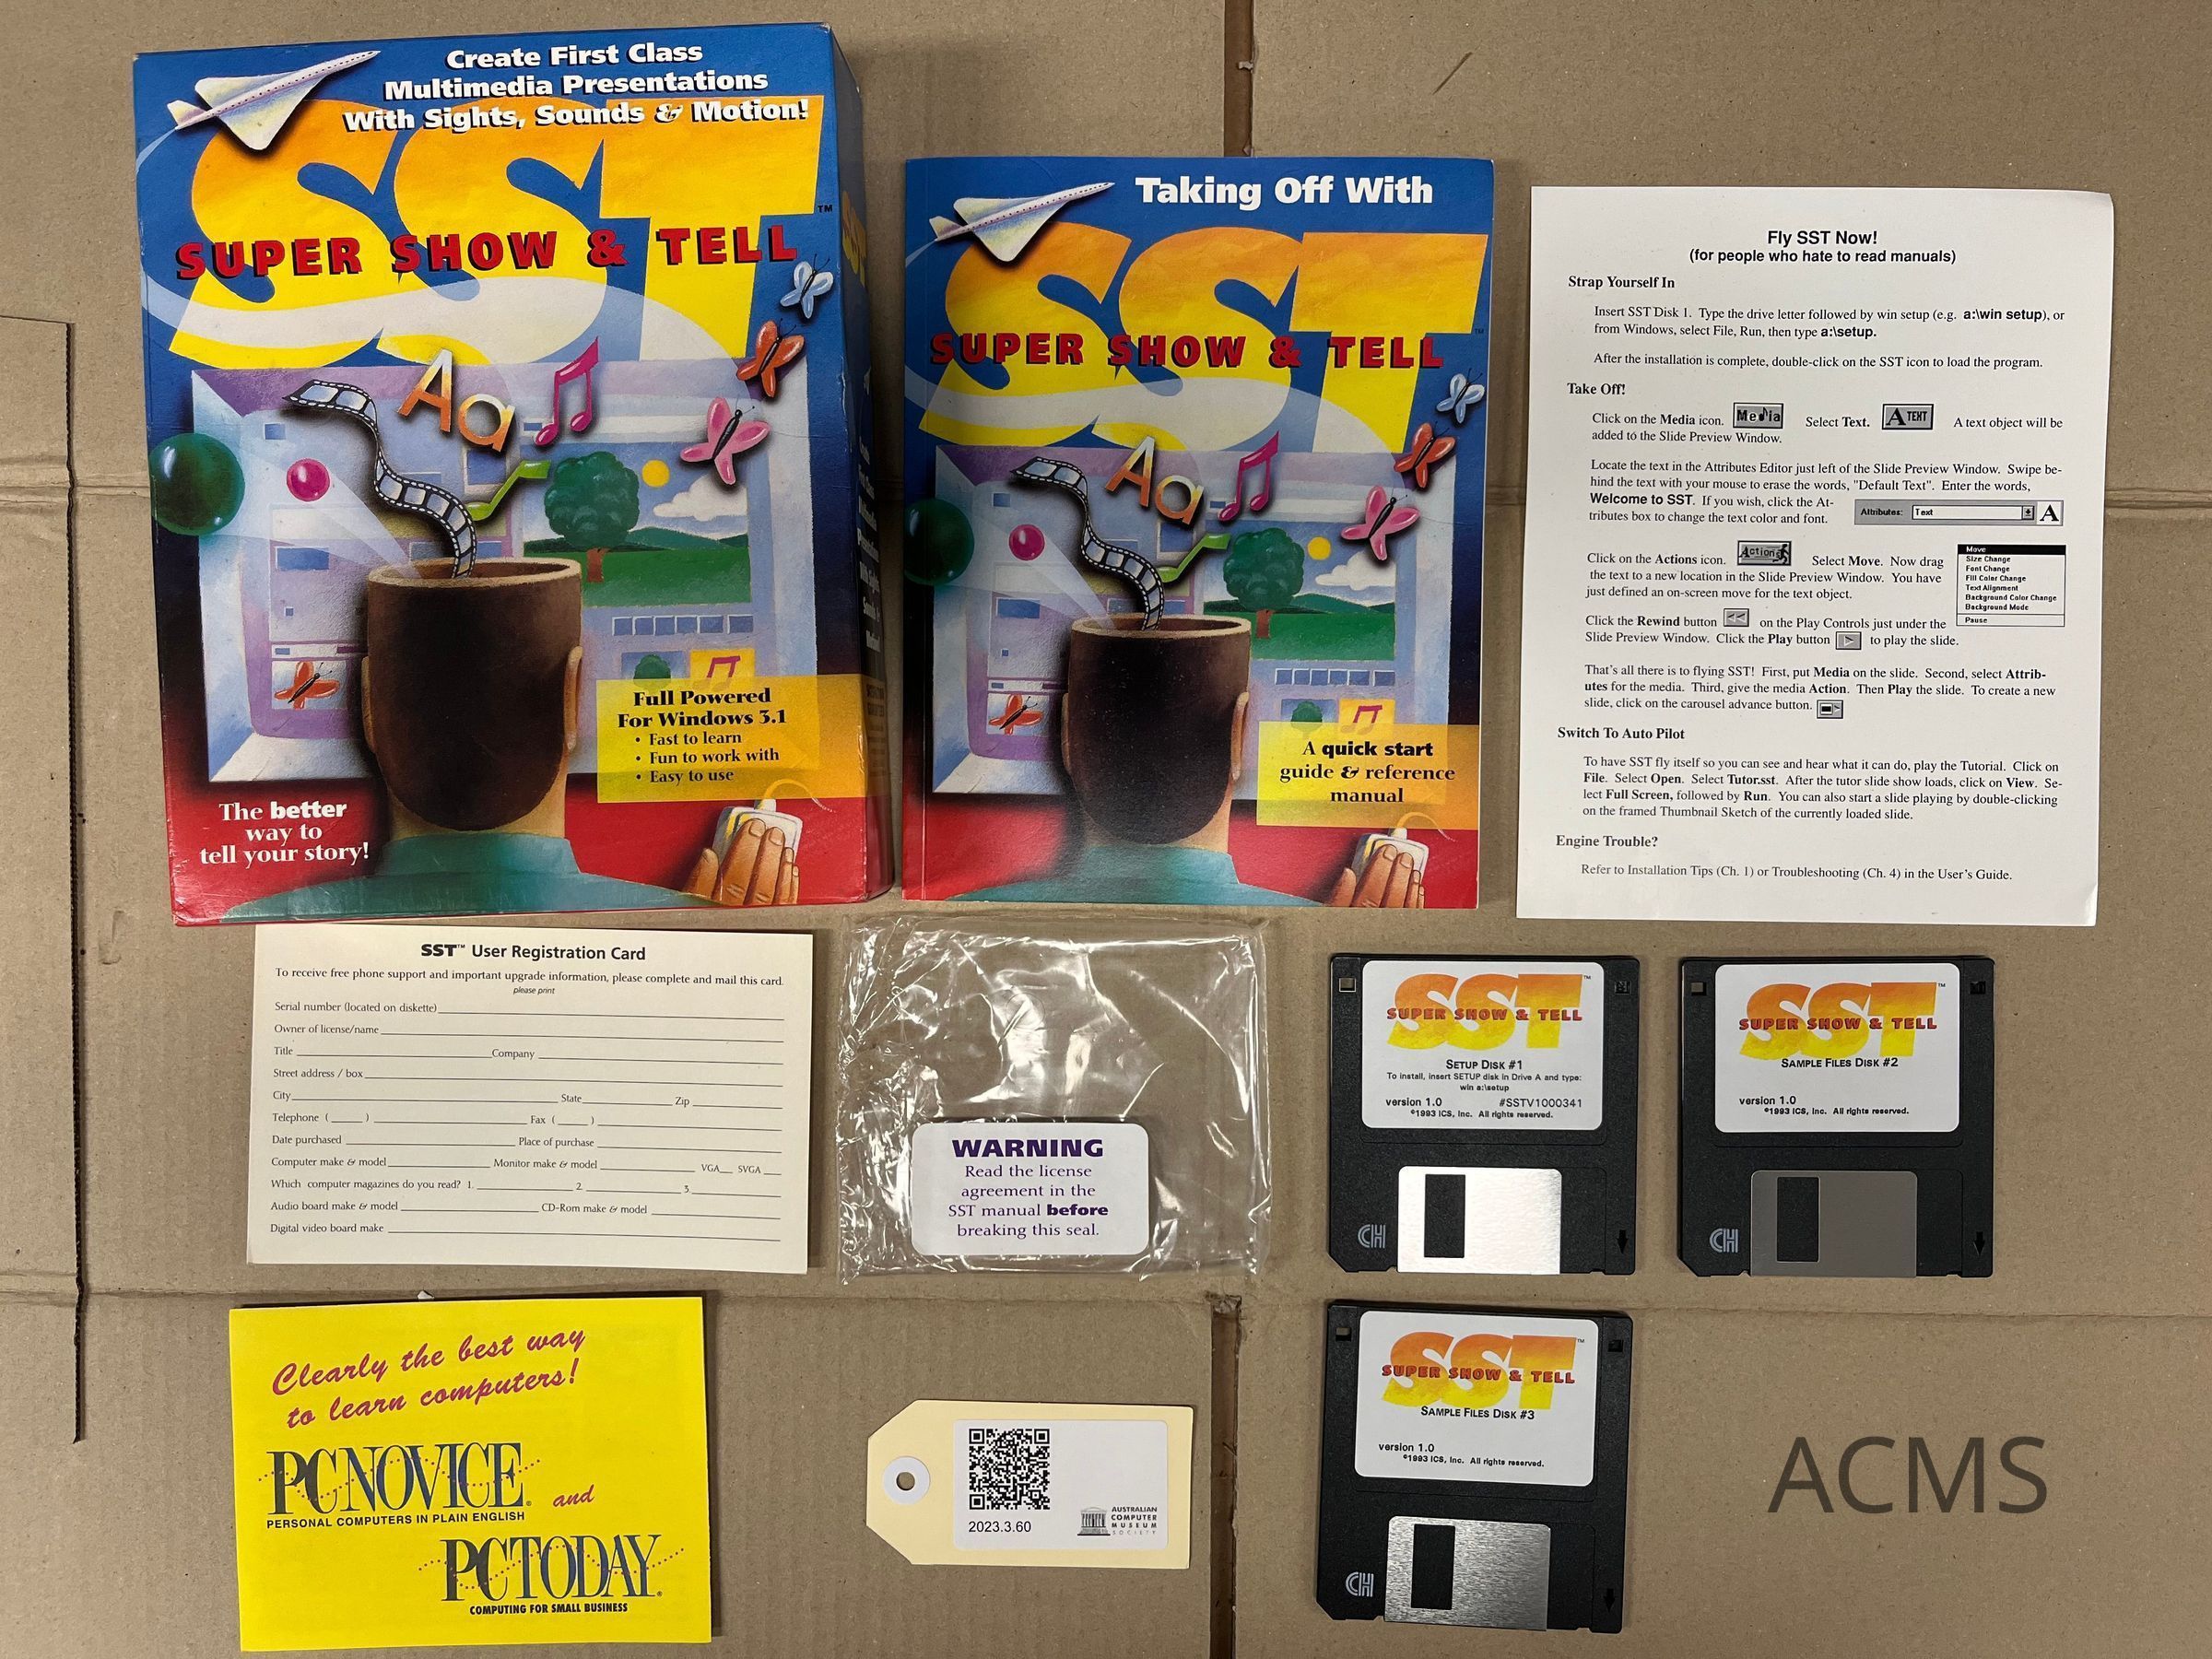 Create First Class
Multimedia Presentations
With Sights, Sounds & Motion!
SST™
SUPER SHOW & TELL
Aa
Full Powered
For Windows 3.1
• Fast to learn
• Fun to work with
• Easy to use
The better
way to
tell your story!
Taking Off With
SST
SUPER SHOW & TELL
Aa
A quick start
guide & reference
manual
Fly SST Now!
(for people who hate to read manuals)
Strap Yourself In
Insert SST Disk 1. Type the drive letter followed by win setup (e.g. a:\win setup), or
from Windows, select File, Run, then type a:\setup.
After the installation is complete, double-click on the SST icon to load the program.
Take Off!
Click on the Media icon. Media Select Text. A TEXT A text object will be
added to the Slide Preview Window.
Locate the text in the Attributes Editor just left of the Slide Preview Window. Swipe be-
hind the text with your mouse to erase the words, "Default Text". Enter the words,
Welcome to SST. If you wish, click the At-
tributes box to change the text color and font.
Attributes: Text A
Click on the Actions icon. Actions Select Move. Now drag
the text to a new location in the Slide Preview Window. You have
just defined an on-screen move for the text object.
Move
Size Change
Font Change
Fill Color Change
Text Alignment
Background Color Change
Background Mode
Pause
Click the Rewind button << on the Play Controls just under the
Slide Preview Window. Click the Play button > to play the slide.
That's all there is to flying SST! First, put Media on the slide. Second, select Attrib-
utes for the media. Third, give the media Action. Then Play the slide. To create a new
slide, click on the carousel advance button.
Switch To Auto Pilot
To have SST fly itself so you can see and hear what it can do, play the Tutorial. Click on
File. Select Open. Select Tutor.sst. After the tutor slide show loads, click on View. Se-
lect Full Screen, followed by Run. You can also start a slide playing by double-clicking
on the framed Thumbnail Sketch of the currently loaded slide.
Engine Trouble?
Refer to Installation Tips (Ch. 1) or Troubleshooting (Ch. 4) in the User's Guide.
SST™ User Registration Card
To receive free phone support and important upgrade information, please complete and mail this card.
please print
Serial number (located on diskette)
Owner of license/name
Title Company
Street address / box
City State Zip
Telephone ( ) Fax ( )
Date purchased Place of purchase
Computer make & model Monitor make & model VGA SVGA
Which computer magazines do you read? 1. 2. 3.
Audio board make & model CD-Rom make & model
Digital video board make
WARNING
Read the license
agreement in the
SST manual before
breaking this seal.
SST™
SUPER SHOW & TELL
SETUP DISK #1
To install, insert SETUP disk in Drive A and type:
win a:\setup
version 1.0 #SSTV1000341
©1993 ICS, Inc. All rights reserved.
SST™
SUPER SHOW & TELL
SAMPLE FILES DISK #2
version 1.0
©1993 ICS, Inc. All rights reserved.
SST™
SUPER SHOW & TELL
SAMPLE FILES DISK #3
version 1.0
©1993 ICS, Inc. All rights reserved.
Clearly the best way
to learn computers!
PC NOVICE®
PERSONAL COMPUTERS IN PLAIN ENGLISH
and
PC TODAY®
COMPUTING FOR SMALL BUSINESS
2023.3.60
AUSTRALIAN
COMPUTER
MUSEUM
SOCIETY
ACMS